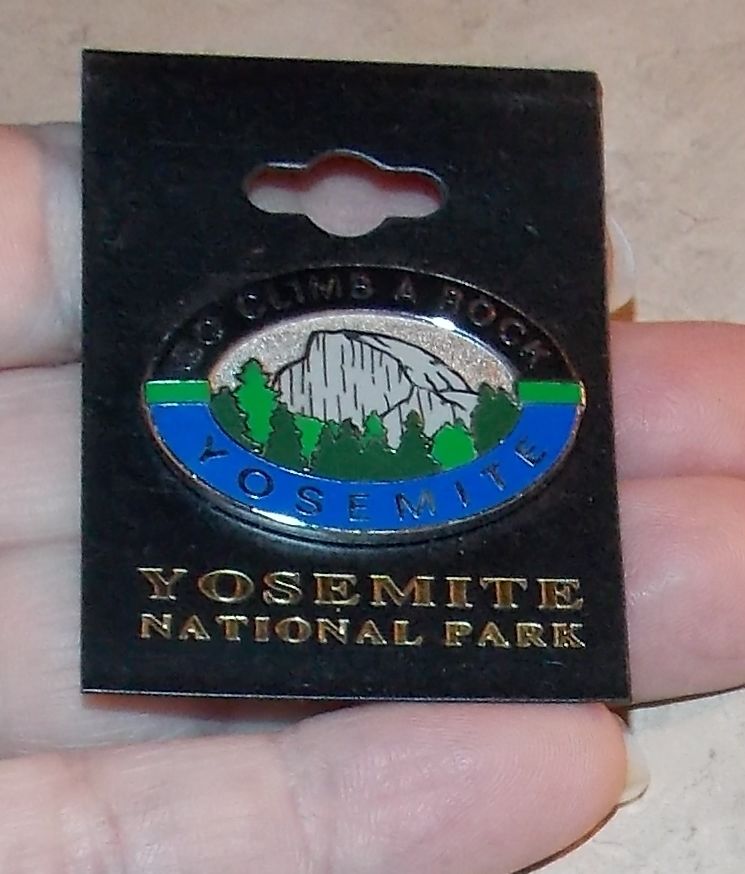 GO CLIMB A ROCK
YOSEMITE
YOSEMITE
NATIONAL PARK